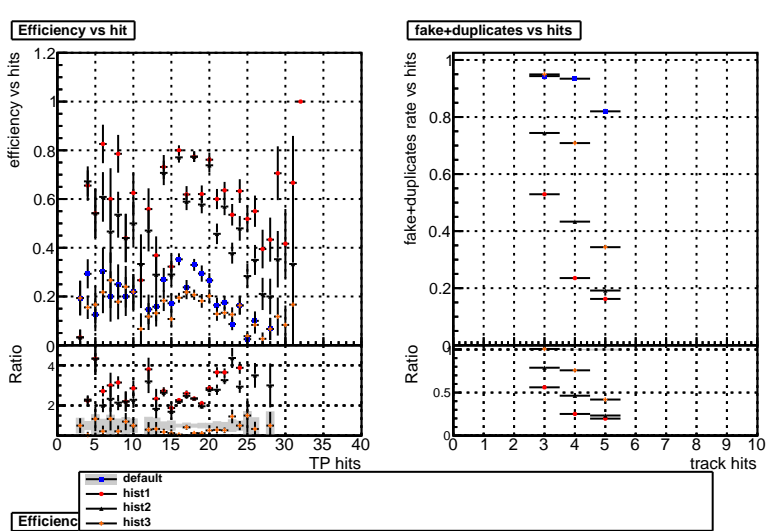 Efficiency vs hit
fake+duplicates vs hits
efficiency vs hits
1.2
1
0.8
0.6
0.4
0.2
0
Ratio
4
2
0 5 10 15 20 25 30 35 40
TP hits
fake+duplicates rate vs hits
1
0.8
0.6
0.4
0.2
0
Ratio
1
0.5
0
0 1 2 3 4 5 6 7 8 9 10
track hits
default
hist1
hist2
hist3
Efficienc